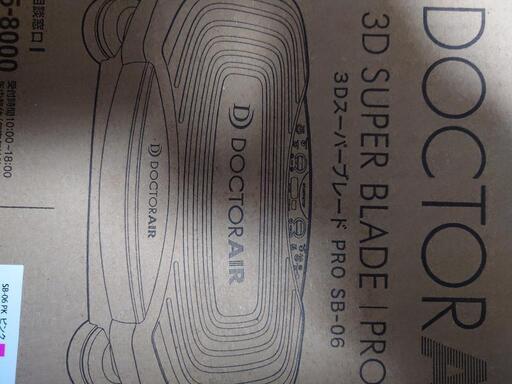 DOCTORA
3D SUPER BLADE | PRO
3Dスーパーブレード PRO SB-06
DOCTORAIR
DOCTORAIR
相談窓口
5-8000
受付時間10:00~18:00
SB-06 PK ピンク